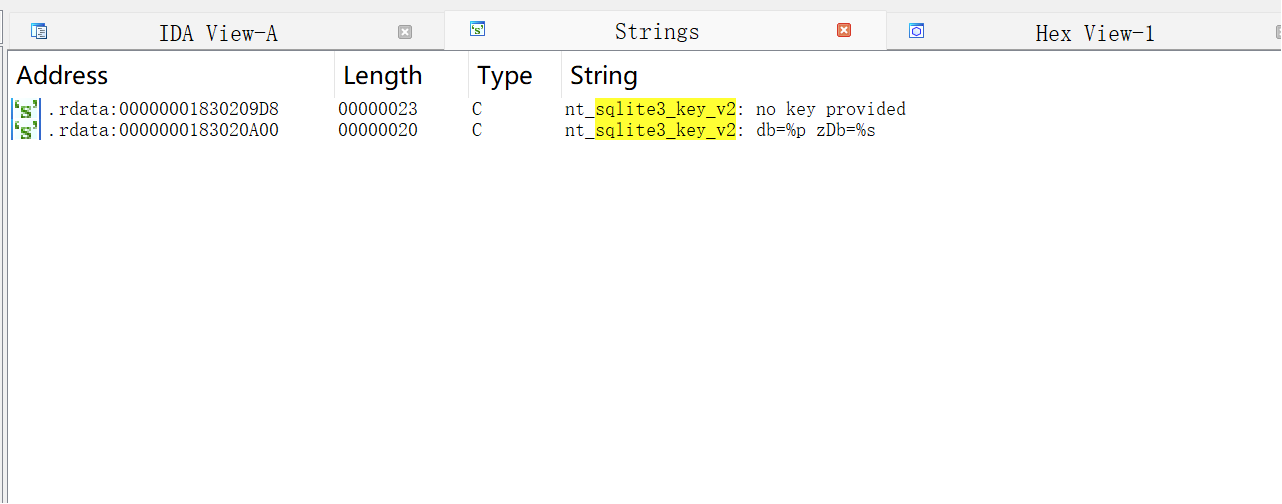 IDA View-A Strings Hex View-1
Address Length Type String
's' .rdata:00000001830209D8 00000023 C nt_sqlite3_key_v2: no key provided
's' .rdata:0000000183020A00 00000020 C nt_sqlite3_key_v2: db=%p zDb=%s